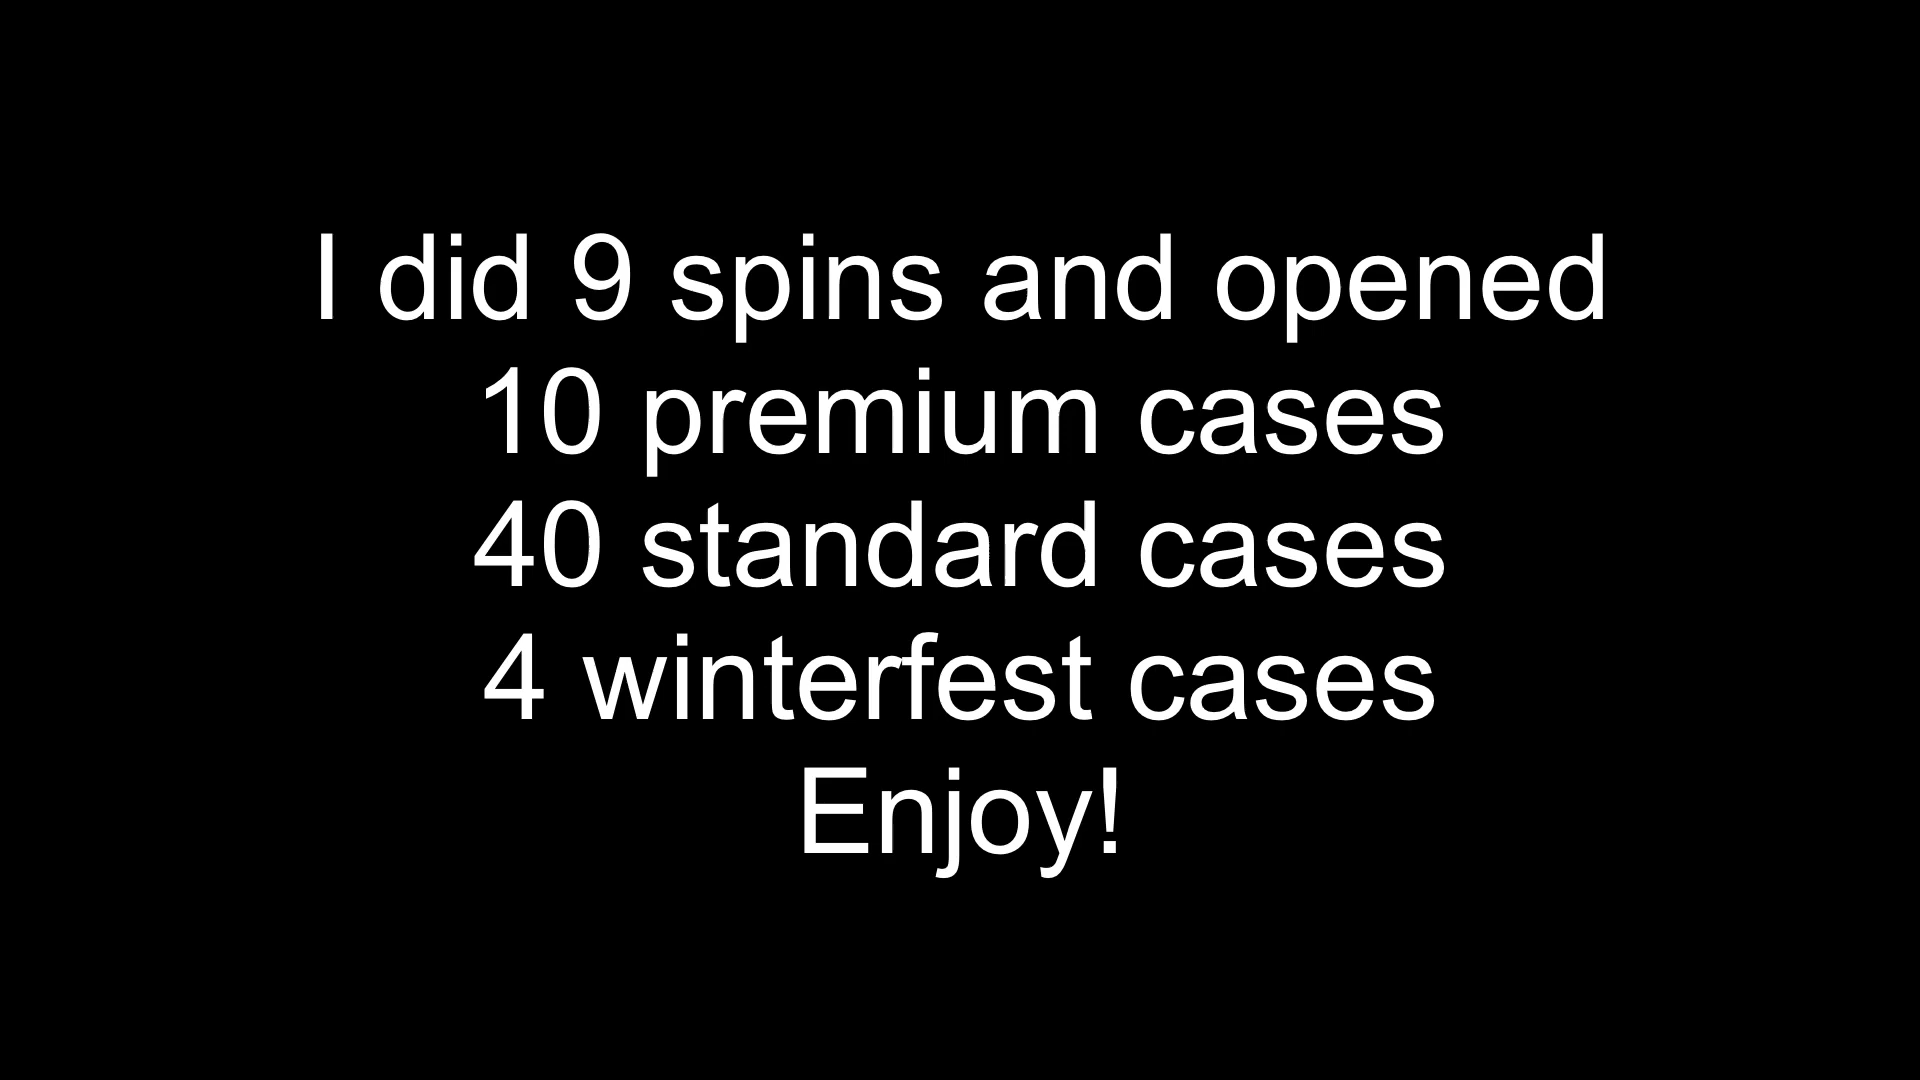 I did 9 spins and opened
10 premium cases
40 standard cases
4 winterfest cases
Enjoy!